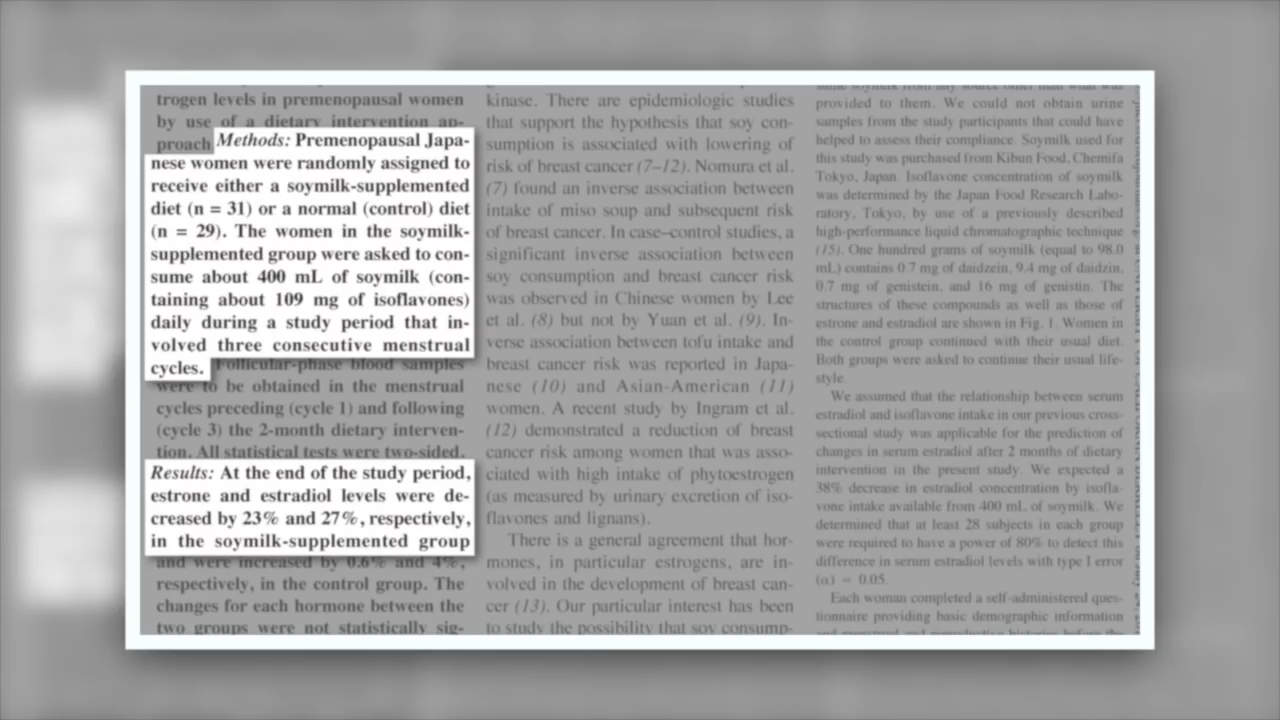 trogen levels in premenopausal women
by use of a dietary intervention ap-
proach
Methods: Premenopausal Japa-
nese women were randomly assigned to
receive either a soymilk-supplemented
diet (n = 31) or a normal (control) diet
(n = 29). The women in the soymilk-
supplemented group were asked to con-
sume about 400 mL of soymilk (con-
taining about 109 mg of isoflavones)
daily during a study period that in-
volved three consecutive menstrual
cycles.
Follicular-phase blood samples
were to be obtained in the menstrual
cycles preceding (cycle 1) and following
(cycle 3) the 2-month dietary interven-
tion. All statistical tests were two-sided.
Results: At the end of the study period,
estrone and estradiol levels were de-
creased by 23% and 27%, respectively,
in the soymilk-supplemented group
and were increased by 0.6% and 4%,
respectively, in the control group. The
changes for each hormone between the
two groups were not statistically sig-
kinase. There are epidemiologic studies
that support the hypothesis that soy con-
sumption is associated with lowering of
risk of breast cancer (7–12). Nomura et al.
(7) found an inverse association between
intake of miso soup and subsequent risk
of breast cancer. In case–control studies, a
significant inverse association between
soy consumption and breast cancer risk
was observed in Chinese women by Lee
et al. (8) but not by Yuan et al. (9). In-
verse association between tofu intake and
breast cancer risk was reported in Japa-
nese (10) and Asian-American (11)
women. A recent study by Ingram et al.
(12) demonstrated a reduction of breast
cancer risk among women that was asso-
ciated with high intake of phytoestrogen
(as measured by urinary excretion of iso-
flavones and lignans).
There is a general agreement that hor-
mones, in particular estrogens, are in-
volved in the development of breast can-
cer (13). Our particular interest has been
to study the possibility that soy consump-
sume soymilk from any source other than what was
provided to them. We could not obtain urine
samples from the study participants that could have
helped to assess their compliance. Soymilk used for
this study was purchased from Kibun Food, Chemifa
Tokyo, Japan. Isoflavone concentration of soymilk
was determined by the Japan Food Research Labo-
ratory, Tokyo, by use of a previously described
high-performance liquid chromatographic technique
(15). One hundred grams of soymilk (equal to 98.0
mL) contains 0.7 mg of daidzein, 9.4 mg of daidzin,
0.7 mg of genistein, and 16 mg of genistin. The
structures of these compounds as well as those of
estrone and estradiol are shown in Fig. 1. Women in
the control group continued with their usual diet.
Both groups were asked to continue their usual life-
style.
We assumed that the relationship between serum
estradiol and isoflavone intake in our previous cross-
sectional study was applicable for the prediction of
changes in serum estradiol after 2 months of dietary
intervention in the present study. We expected a
38% decrease in estradiol concentration by isofla-
vone intake available from 400 mL of soymilk. We
determined that at least 28 subjects in each group
were required to have a power of 80% to detect this
difference in serum estradiol levels with type I error
(α) = 0.05.
Each woman completed a self-administered ques-
tionnaire providing basic demographic information